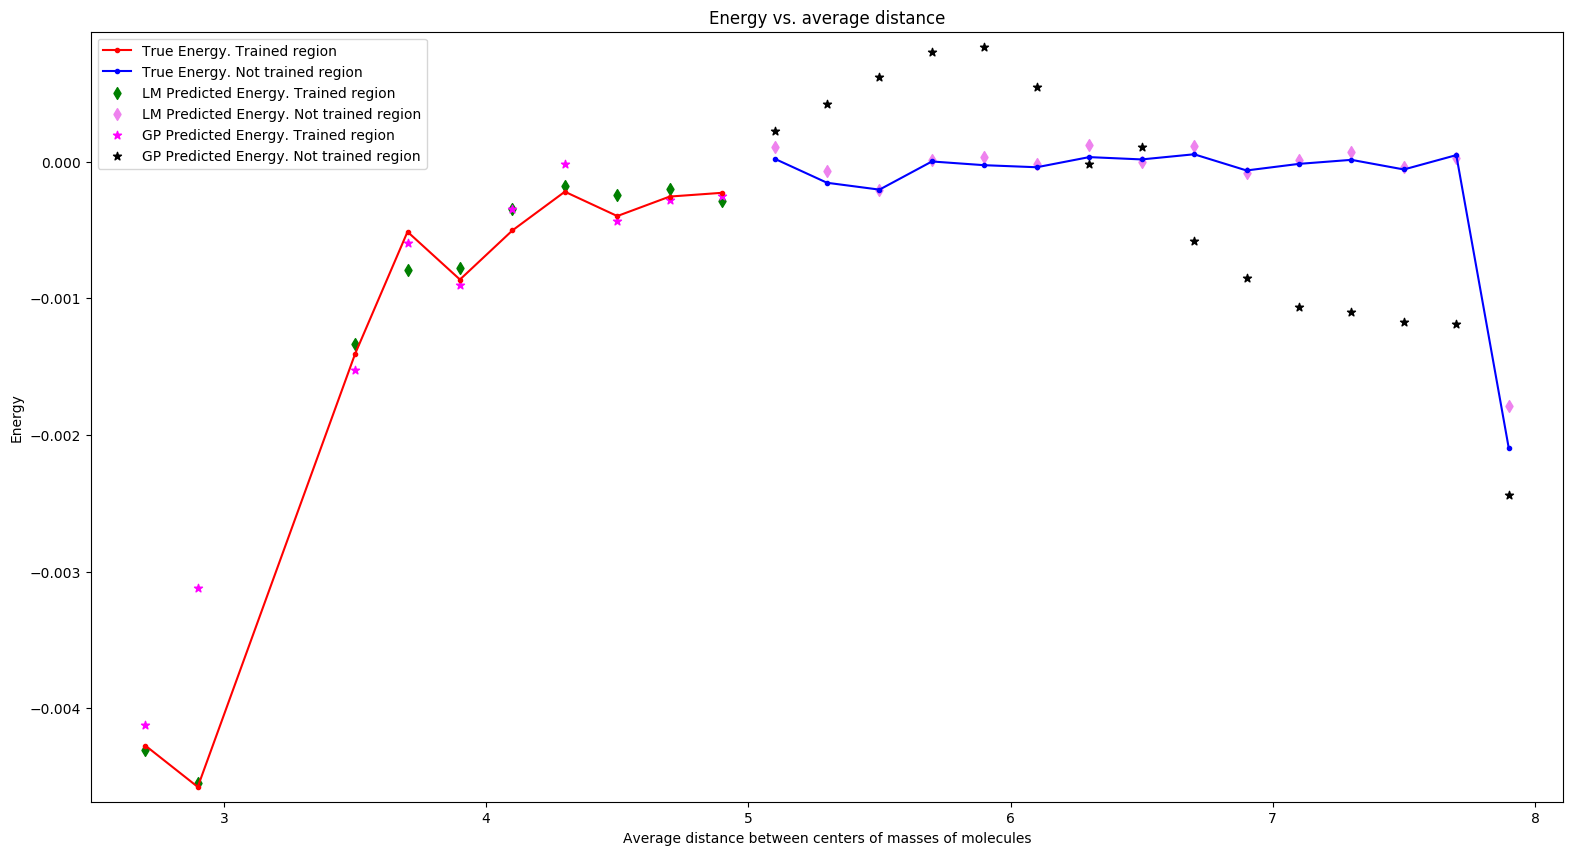 Energy vs. average distance
True Energy. Trained region
True Energy. Not trained region
LM Predicted Energy. Trained region
LM Predicted Energy. Not trained region
GP Predicted Energy. Trained region
GP Predicted Energy. Not trained region
0.000
−0.001
−0.002
−0.003
−0.004
Energy
3
4
5
6
7
8
Average distance between centers of masses of molecules